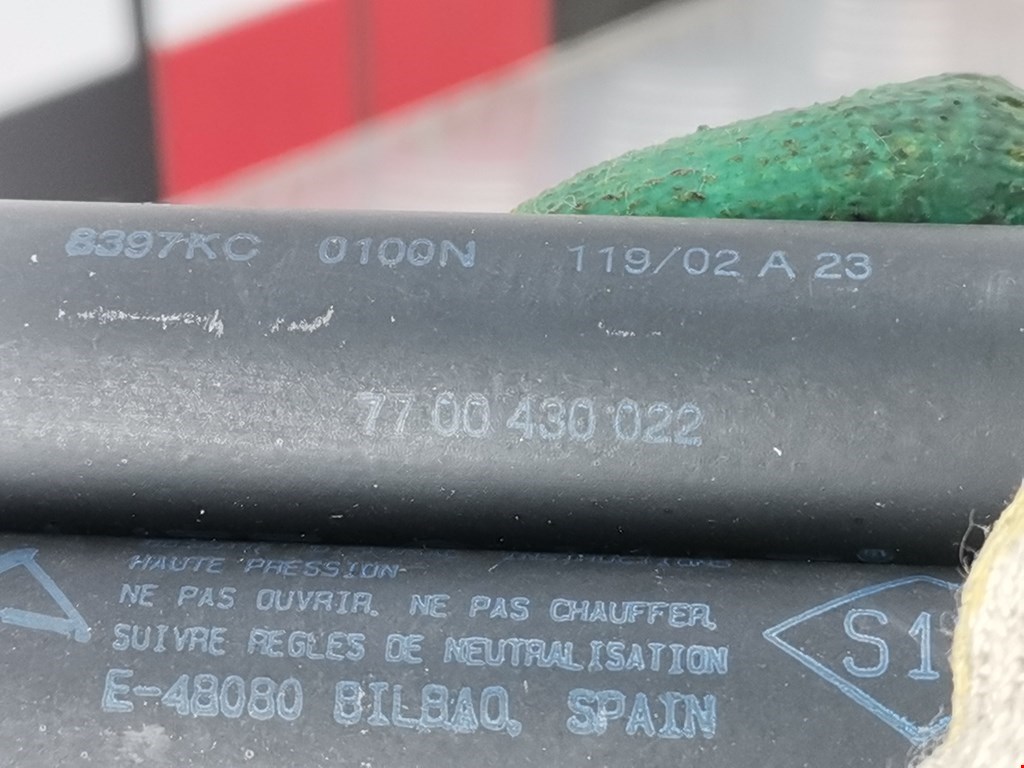 8397KC 0100N 119/02 A 23
77 00 430 022
HAUTE PRESSION-
NE PAS OUVRIR. NE PAS CHAUFFER.
SUIVRE REGLES DE NEUTRALISATION
E-48080 BILBAO. SPAIN
S1